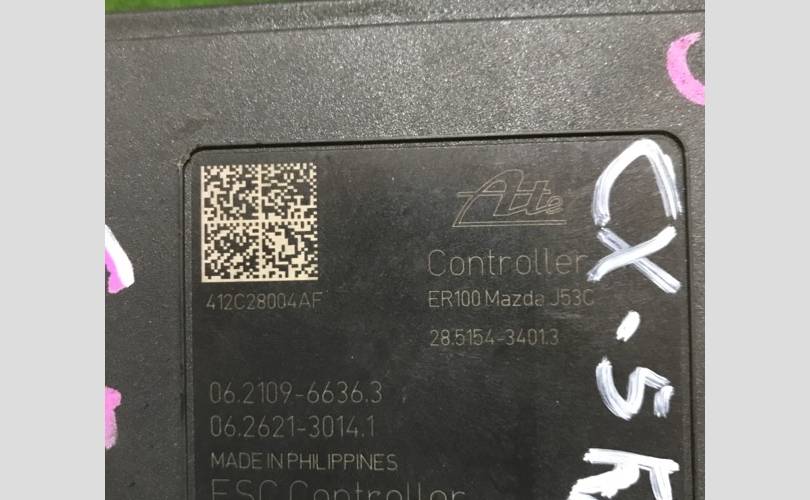 Ate
Controller
ER100 Mazda J53C
412C28004AF
28.5154-3401.3
06.2109-6636.3
06.2621-3014.1
MADE IN PHILIPPINES
ESC Controller
CX-5